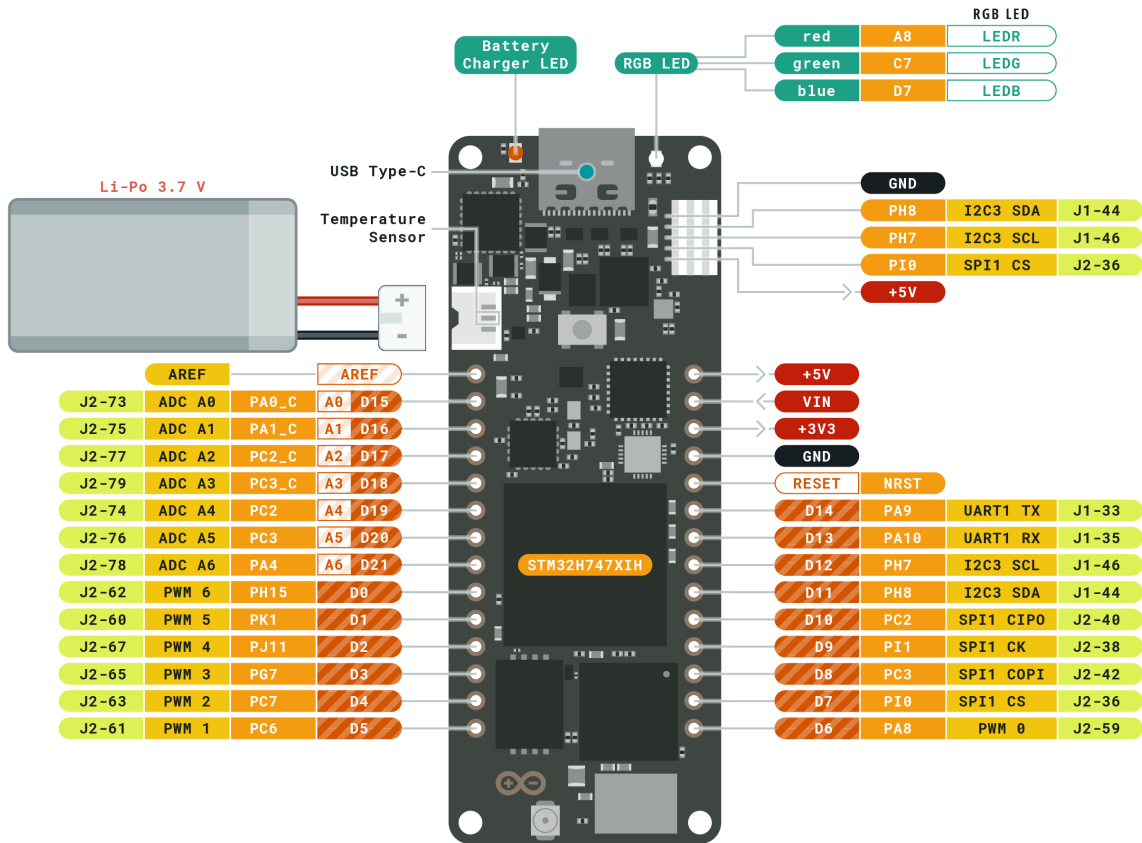 RGB LED
red A8 LEDR
green C7 LEDG
blue D7 LEDB
Battery
Charger LED
RGB LED
USB Type-C
Li-Po 3.7 V
Temperature
Sensor
+
-
GND
PH8 I2C3 SDA J1-44
PH7 I2C3 SCL J1-46
PI0 SPI1 CS J2-36
+5V
AREF AREF
J2-73 ADC A0 PA0_C A0 D15
J2-75 ADC A1 PA1_C A1 D16
J2-77 ADC A2 PC2_C A2 D17
J2-79 ADC A3 PC3_C A3 D18
J2-74 ADC A4 PC2 A4 D19
J2-76 ADC A5 PC3 A5 D20
J2-78 ADC A6 PA4 A6 D21
J2-62 PWM 6 PH15 D0
J2-60 PWM 5 PK1 D1
J2-67 PWM 4 PJ11 D2
J2-65 PWM 3 PG7 D3
J2-63 PWM 2 PC7 D4
J2-61 PWM 1 PC6 D5
STM32H747XIH
+5V
VIN
+3V3
GND
RESET NRST
D14 PA9 UART1 TX J1-33
D13 PA10 UART1 RX J1-35
D12 PH7 I2C3 SCL J1-46
D11 PH8 I2C3 SDA J1-44
D10 PC2 SPI1 CIPO J2-40
D9 PI1 SPI1 CK J2-38
D8 PC3 SPI1 COPI J2-42
D7 PI0 SPI1 CS J2-36
D6 PA8 PWM 0 J2-59